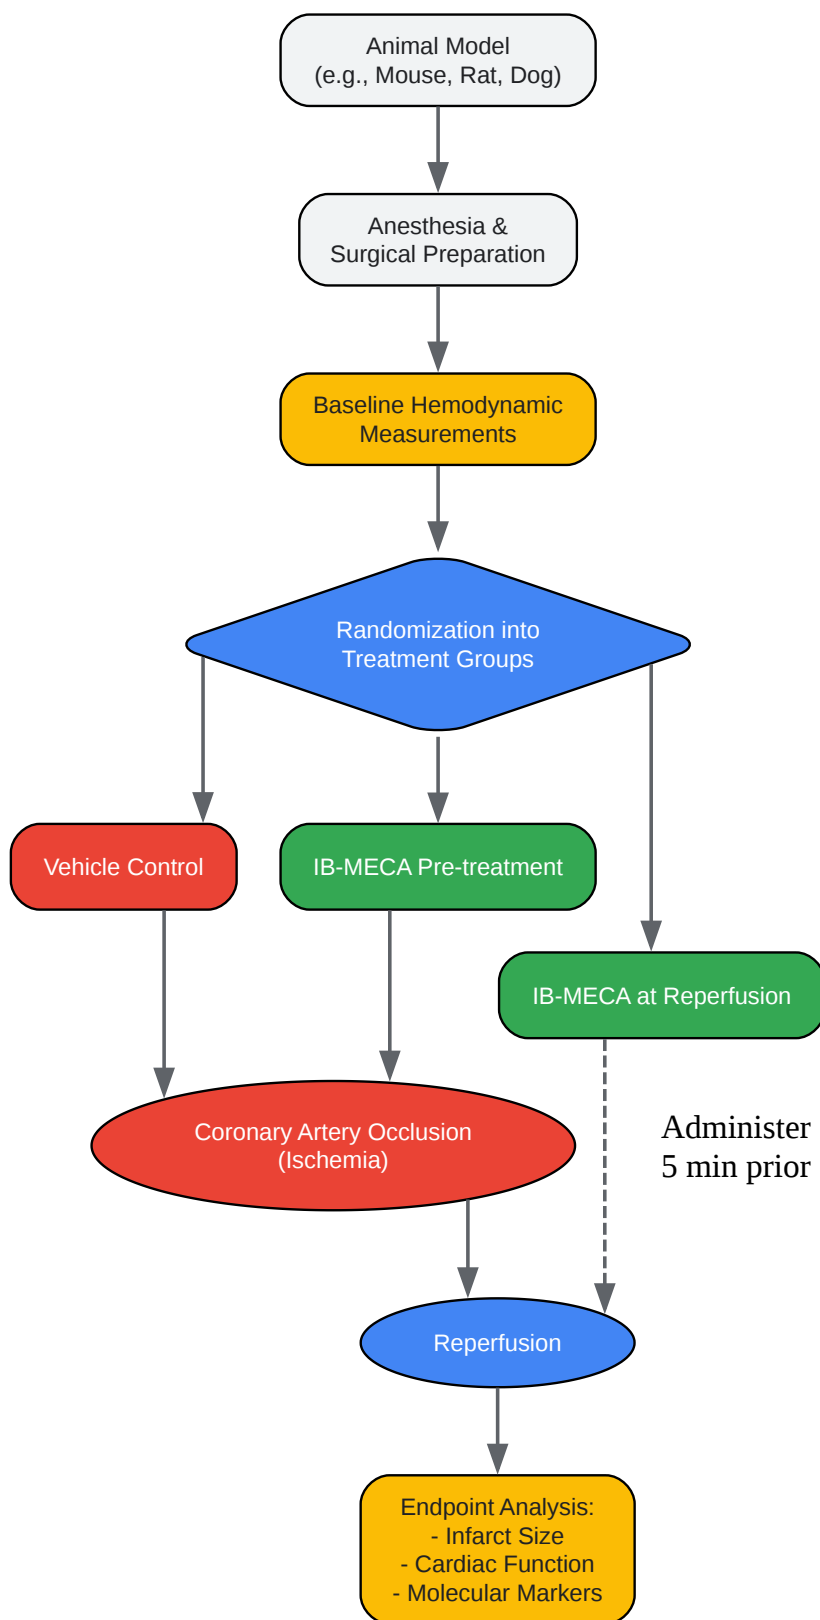 Animal Model
(e.g., Mouse, Rat, Dog)
Anesthesia &
Surgical Preparation
Baseline Hemodynamic
Measurements
Randomization into
Treatment Groups
Vehicle Control
IB-MECA Pre-treatment
IB-MECA at Reperfusion
Coronary Artery Occlusion
(Ischemia)
Administer
5 min prior
Reperfusion
Endpoint Analysis:
- Infarct Size
- Cardiac Function
- Molecular Markers